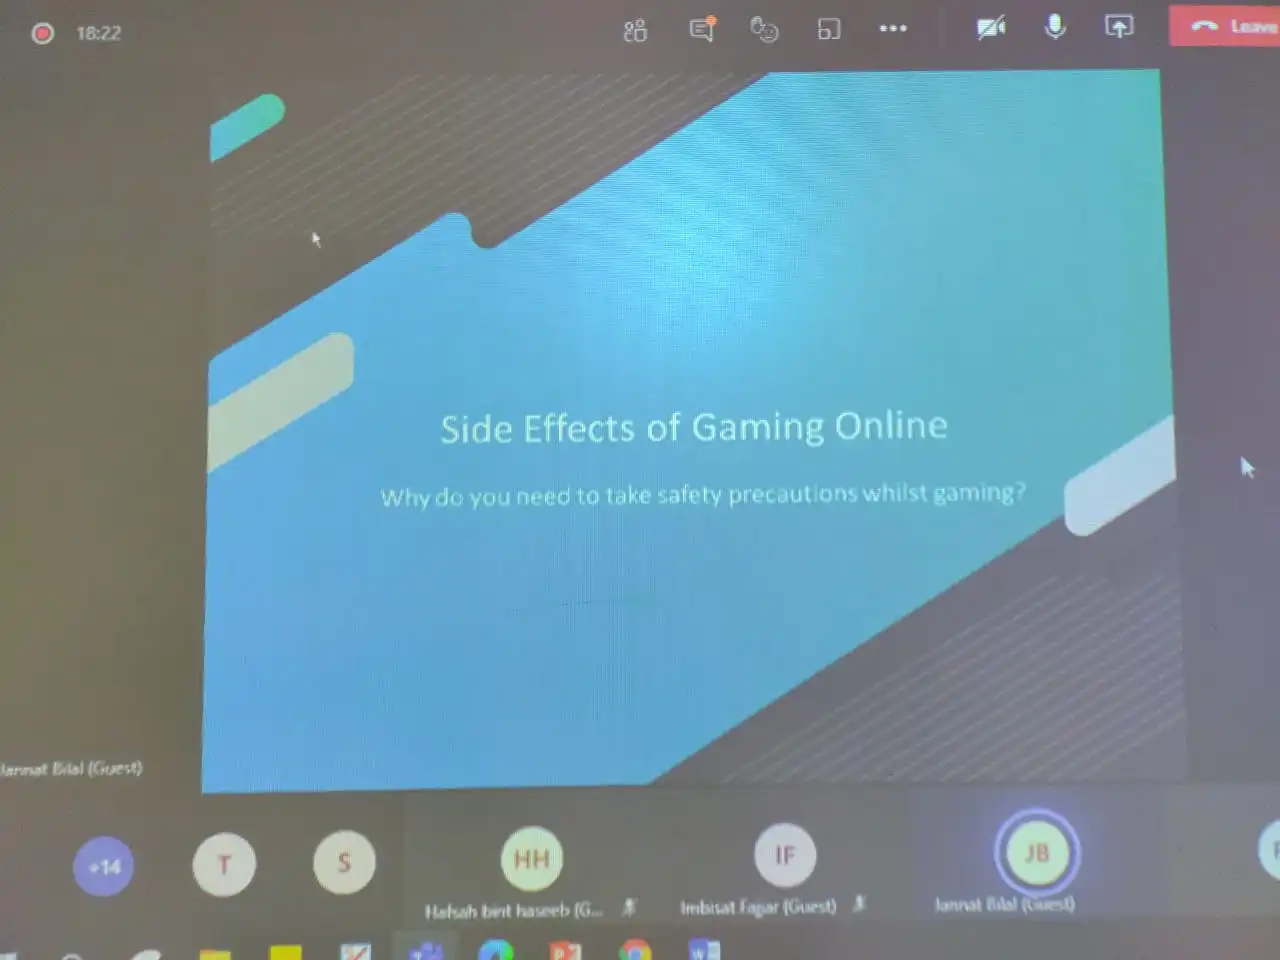 18:22
Leave
Side Effects of Gaming Online
Why do you need to take safety precautions whilst gaming?
Jannat Bilal (Guest)
+14
T
S
HH
IF
JB
Hafsah bint haseeb (G...
Imbisat (Guest)
Jannat Bilal (Guest)